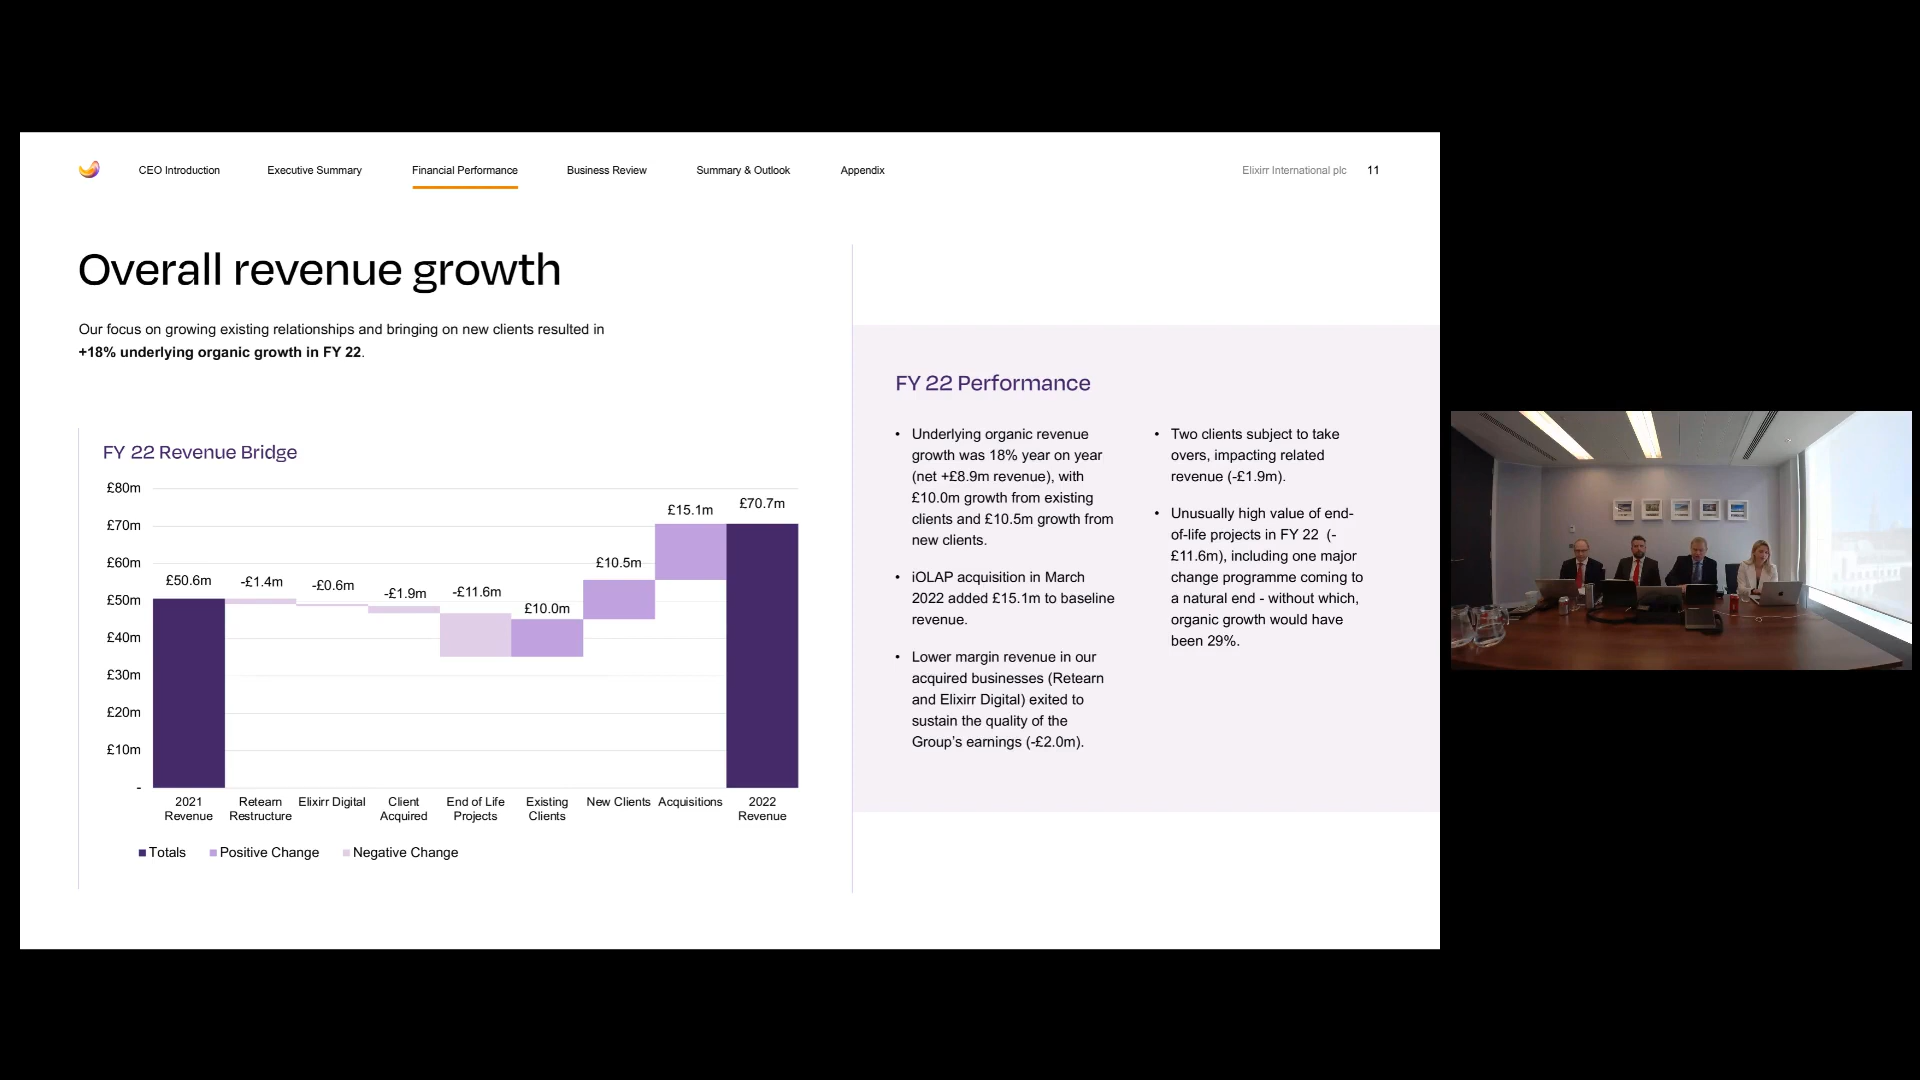 CEO Introduction
Executive Summary
Financial Performance
Business Review
Summary & Outlook
Appendix
Elixirr International plc
11
Overall revenue growth
Our focus on growing existing relationships and bringing on new clients resulted in
+18% underlying organic growth in FY 22.
FY 22 Revenue Bridge
£80m
£70m
£60m
£50m
£40m
£30m
£20m
£10m
-
£50.6m
-£1.4m
-£0.6m
-£1.9m
-£11.6m
£10.0m
£10.5m
£15.1m
£70.7m
2021
Revenue
Retearn
Restructure
Elixirr Digital
Client
Acquired
End of Life
Projects
Existing
Clients
New Clients
Acquisitions
2022
Revenue
Totals
Positive Change
Negative Change
FY 22 Performance
• Underlying organic revenue
growth was 18% year on year
(net +£8.9m revenue), with
£10.0m growth from existing
clients and £10.5m growth from
new clients.
• iOLAP acquisition in March
2022 added £15.1m to baseline
revenue.
• Lower margin revenue in our
acquired businesses (Retearn
and Elixirr Digital) exited to
sustain the quality of the
Group's earnings (-£2.0m).
• Two clients subject to take
overs, impacting related
revenue (-£1.9m).
• Unusually high value of end-
of-life projects in FY 22 (-
£11.6m), including one major
change programme coming to
a natural end - without which,
organic growth would have
been 29%.